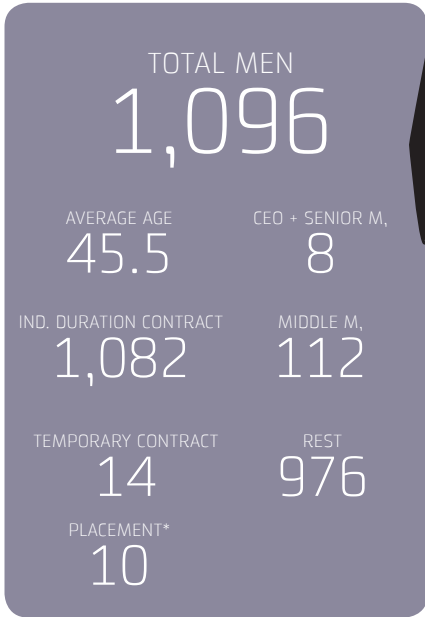 TOTAL MEN
1,096
AVERAGE AGE
45.5
CEO + SENIOR M,
8
IND. DURATION CONTRACT
1,082
MIDDLE M,
112
TEMPORARY CONTRACT
14
REST
976
PLACEMENT*
10